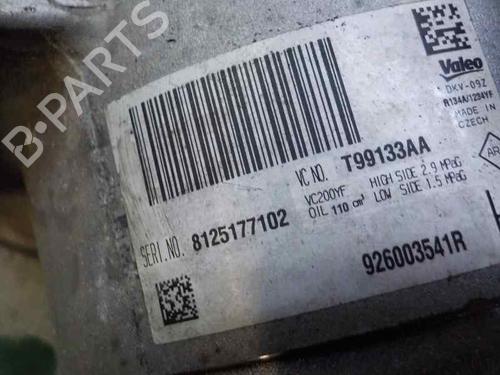 Valeo
DKV-09Z
R134A/1234YF
MADE IN
CZECH
VC NO. T99133AA
VC200YF HIGH SIDE 2.9 MPaG
OIL 110 cm³ LOW SIDE 1.5 MPaG
SERI.NO. 8125177102
926003541R
AR
B-PARTS